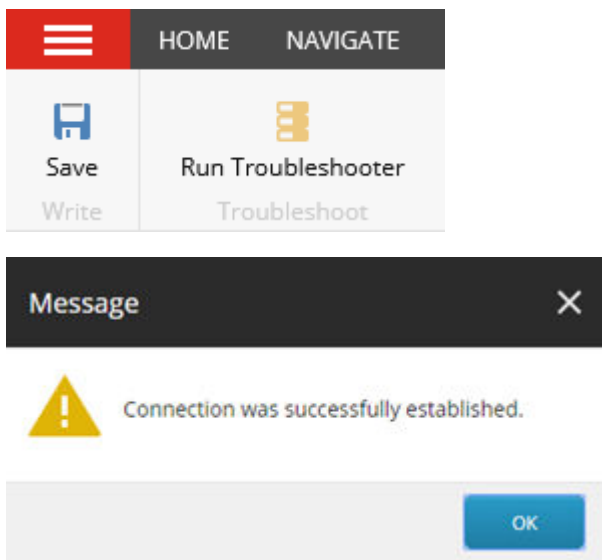 HOME NAVIGATE
Save Run Troubleshooter
Write Troubleshoot
Message
Connection was successfully established.
OK